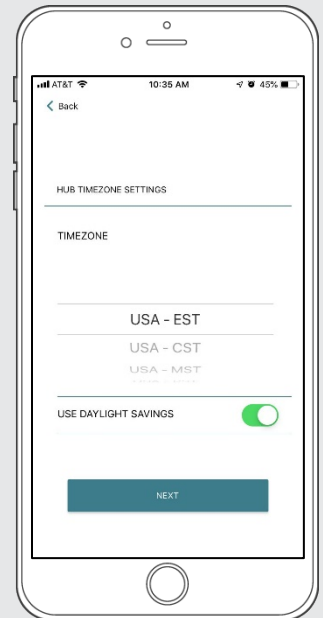 AT&T 10:35 AM 45%
Back
HUB TIMEZONE SETTINGS
TIMEZONE
USA - EST
USA - CST
USA - MST
USE DAYLIGHT SAVINGS
NEXT